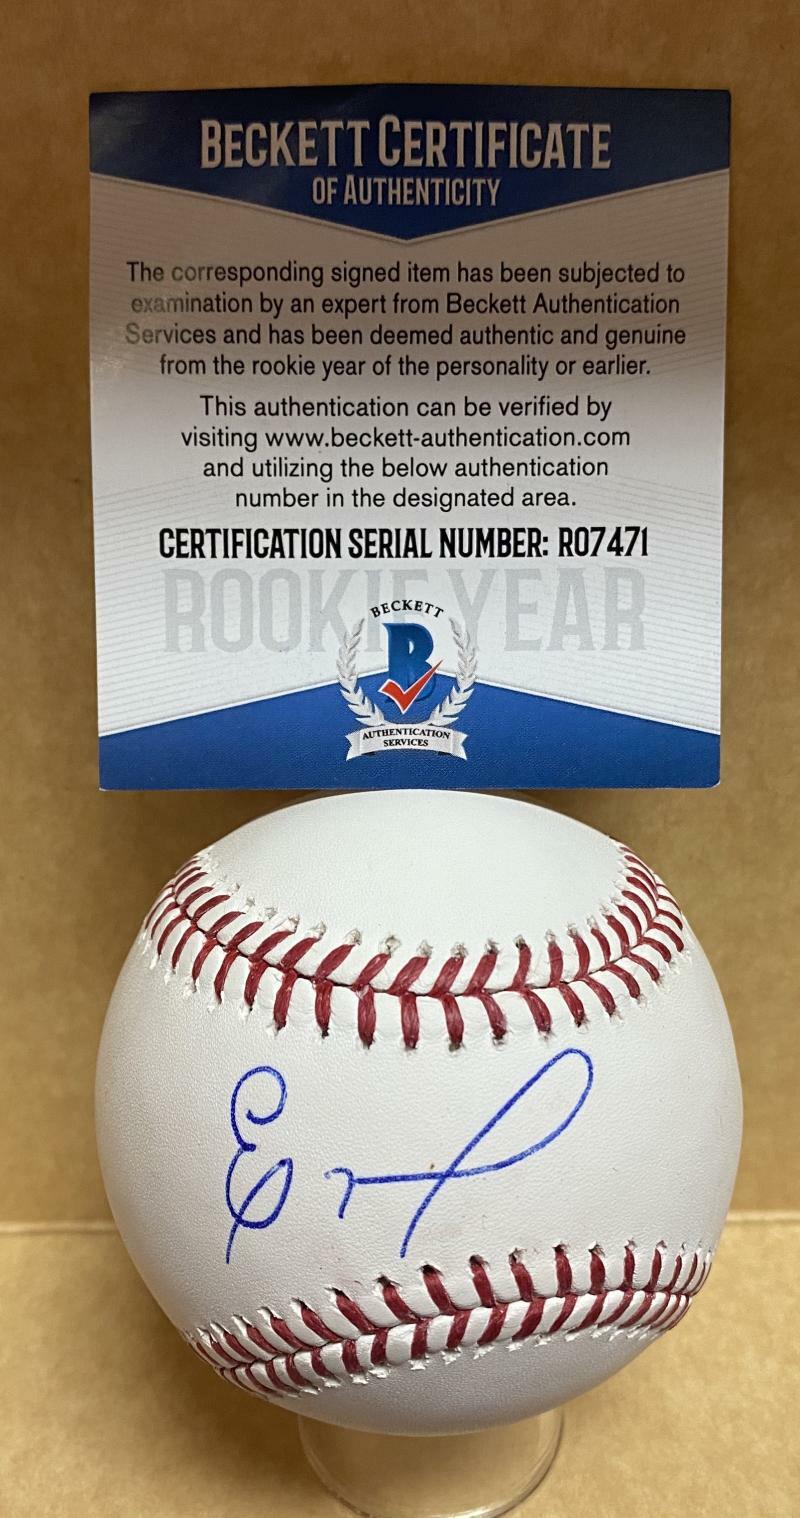 BECKETT CERTIFICATE
OF AUTHENTICITY
The corresponding signed item has been subjected to
examination by an expert from Beckett Authentication
Services and has been deemed authentic and genuine
from the rookie year of the personality or earlier.
This authentication can be verified by
visiting www.beckett-authentication.com
and utilizing the below authentication
number in the designated area.
CERTIFICATION SERIAL NUMBER: R07471
ROOKIE YEAR
BECKETT
B
AUTHENTICATION
SERVICES